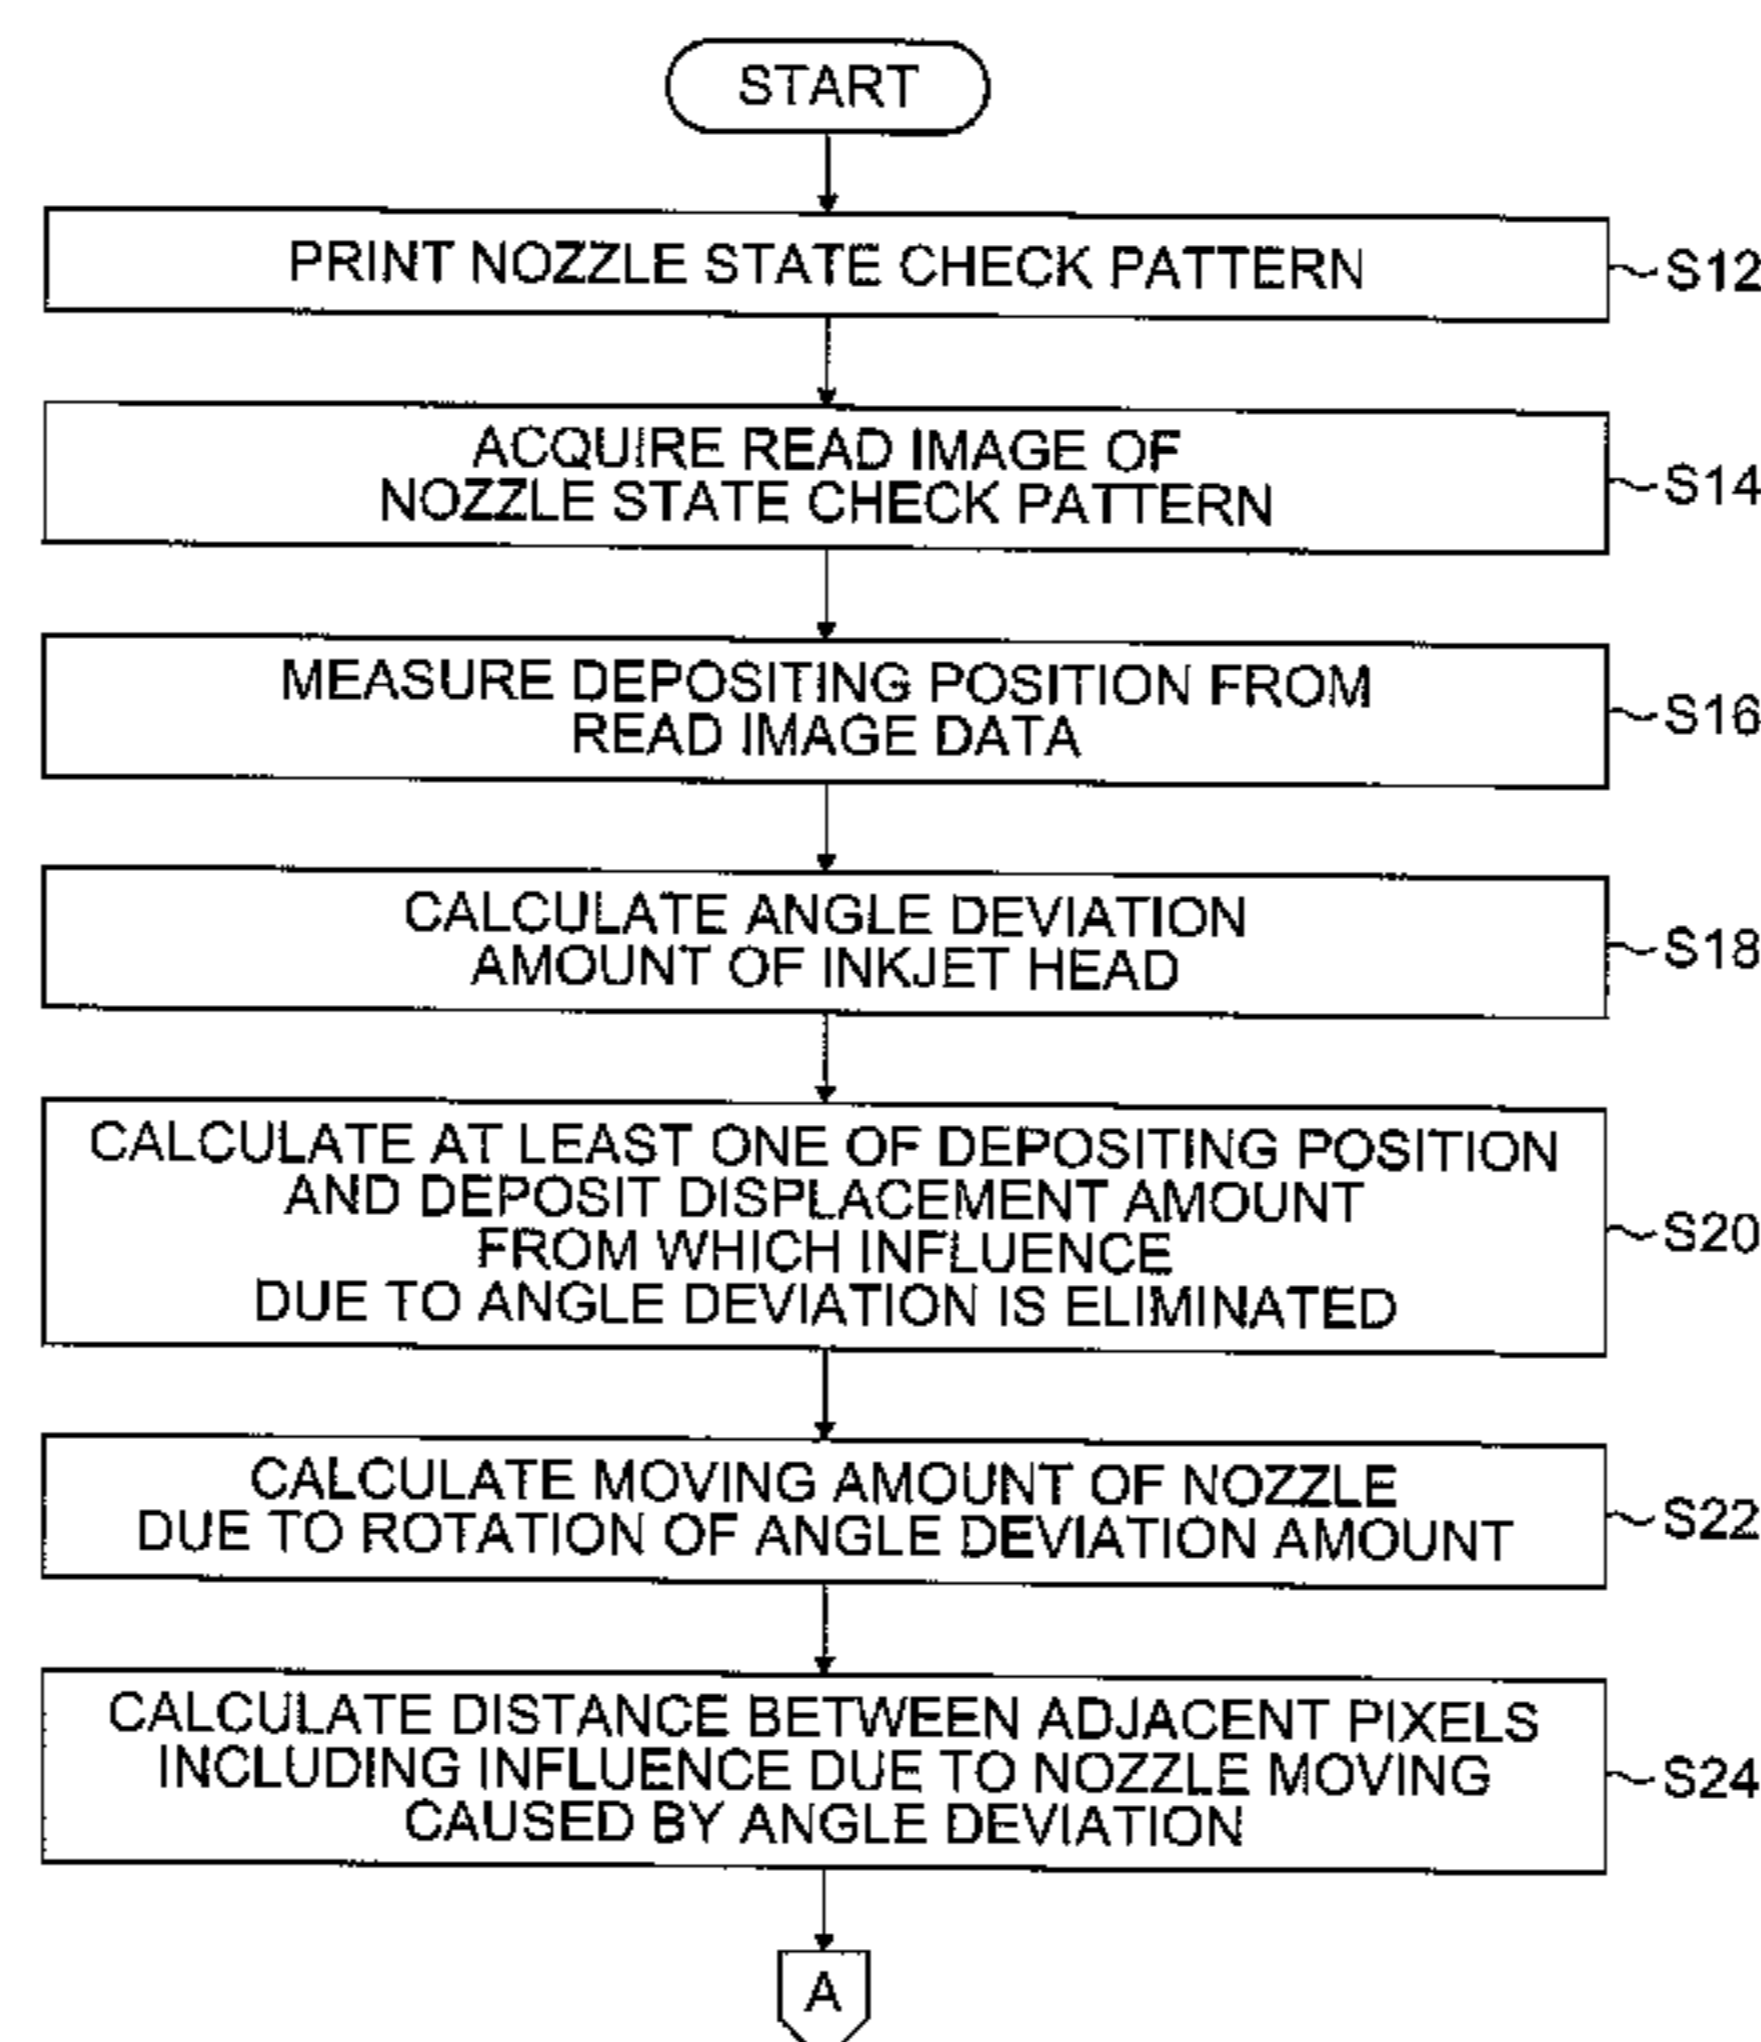 START
PRINT NOZZLE STATE CHECK PATTERN
S12
ACQUIRE READ IMAGE OF
NOZZLE STATE CHECK PATTERN
S14
MEASURE DEPOSITING POSITION FROM
READ IMAGE DATA
S16
CALCULATE ANGLE DEVIATION
AMOUNT OF INKJET HEAD
S18
CALCULATE AT LEAST ONE OF DEPOSITING POSITION
AND DEPOSIT DISPLACEMENT AMOUNT
FROM WHICH INFLUENCE
DUE TO ANGLE DEVIATION IS ELIMINATED
S20
CALCULATE MOVING AMOUNT OF NOZZLE
DUE TO ROTATION OF ANGLE DEVIATION AMOUNT
S22
CALCULATE DISTANCE BETWEEN ADJACENT PIXELS
INCLUDING INFLUENCE DUE TO NOZZLE MOVING
CAUSED BY ANGLE DEVIATION
S24
A